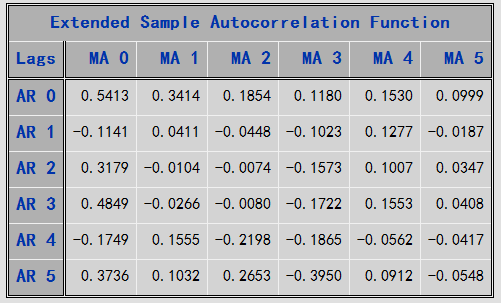 Extended Sample Autocorrelation Function
Lags MA 0 MA 1 MA 2 MA 3 MA 4 MA 5
AR 0 0.5413 0.3414 0.1854 0.1180 0.1530 0.0999
AR 1 -0.1141 0.0411 -0.0448 -0.1023 0.1277 -0.0187
AR 2 0.3179 -0.0104 -0.0074 -0.1573 0.1007 0.0347
AR 3 0.4849 -0.0266 -0.0080 -0.1722 0.1553 0.0408
AR 4 -0.1749 0.1555 -0.2198 -0.1865 -0.0562 -0.0417
AR 5 0.3736 0.1032 0.2653 -0.3950 0.0912 -0.0548